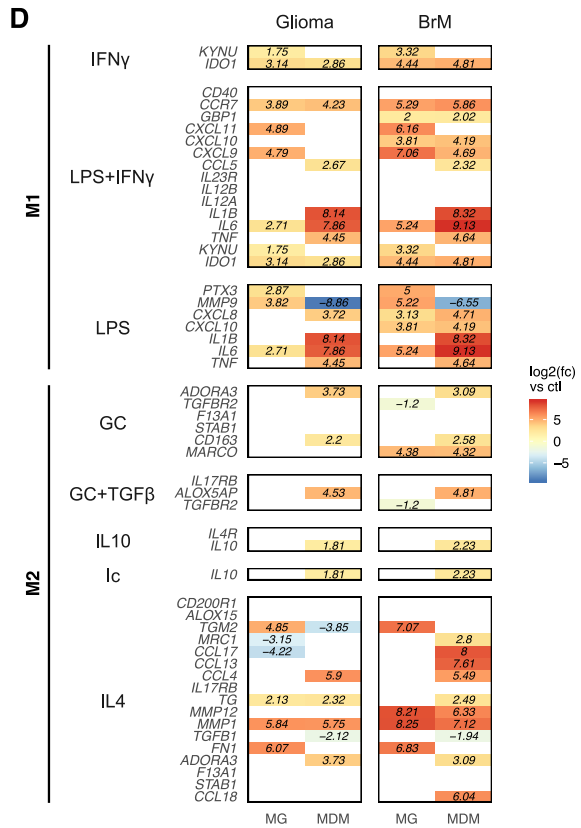 D
Glioma BrM
M1
IFNγ
KYNU 1.75 3.32
IDO1 3.14 2.86 4.44 4.81
LPS+IFNγ
CD40
CCR7 3.89 4.23 5.29 5.86
GBP1 2 2.02
CXCL11 4.89 6.16
CXCL10 3.81 4.19
CXCL9 4.79 7.06 4.69
CCL5 2.67 2.32
IL23R
IL12B
IL12A
IL1B 8.14 8.32
IL6 2.71 7.86 5.24 9.13
TNF 4.45 4.64
KYNU 1.75 3.32
IDO1 3.14 2.86 4.44 4.81
LPS
PTX3 2.87 5
MMP9 3.82 −8.86 5.22 −6.55
CXCL8 3.72 3.13 4.71
CXCL10 3.81 4.19
IL1B 8.14 8.32
IL6 2.71 7.86 5.24 9.13
TNF 4.45 4.64
M2
GC
ADORA3 3.73 3.09
TGFBR2 −1.2
F13A1
STAB1
CD163 2.2 2.58
MARCO 4.38 4.32
GC+TGFβ
IL17RB
ALOX5AP 4.53 4.81
TGFBR2 −1.2
IL10
IL4R
IL10 1.81 2.23
Ic
IL10 1.81 2.23
IL4
CD200R1
ALOX15
TGM2 4.85 −3.85 7.07
MRC1 −3.15 2.8
CCL17 −4.22 8
CCL13 7.61
CCL4 5.9 5.49
IL17RB
TG 2.13 2.32 2.49
MMP12 8.21 6.33
MMP1 5.84 5.75 8.25 7.12
TGFB1 −2.12 −1.94
FN1 6.07 6.83
ADORA3 3.73 3.09
F13A1
STAB1
CCL18 6.04
MG MDM MG MDM
log2(fc)
vs ctl
5
0
−5